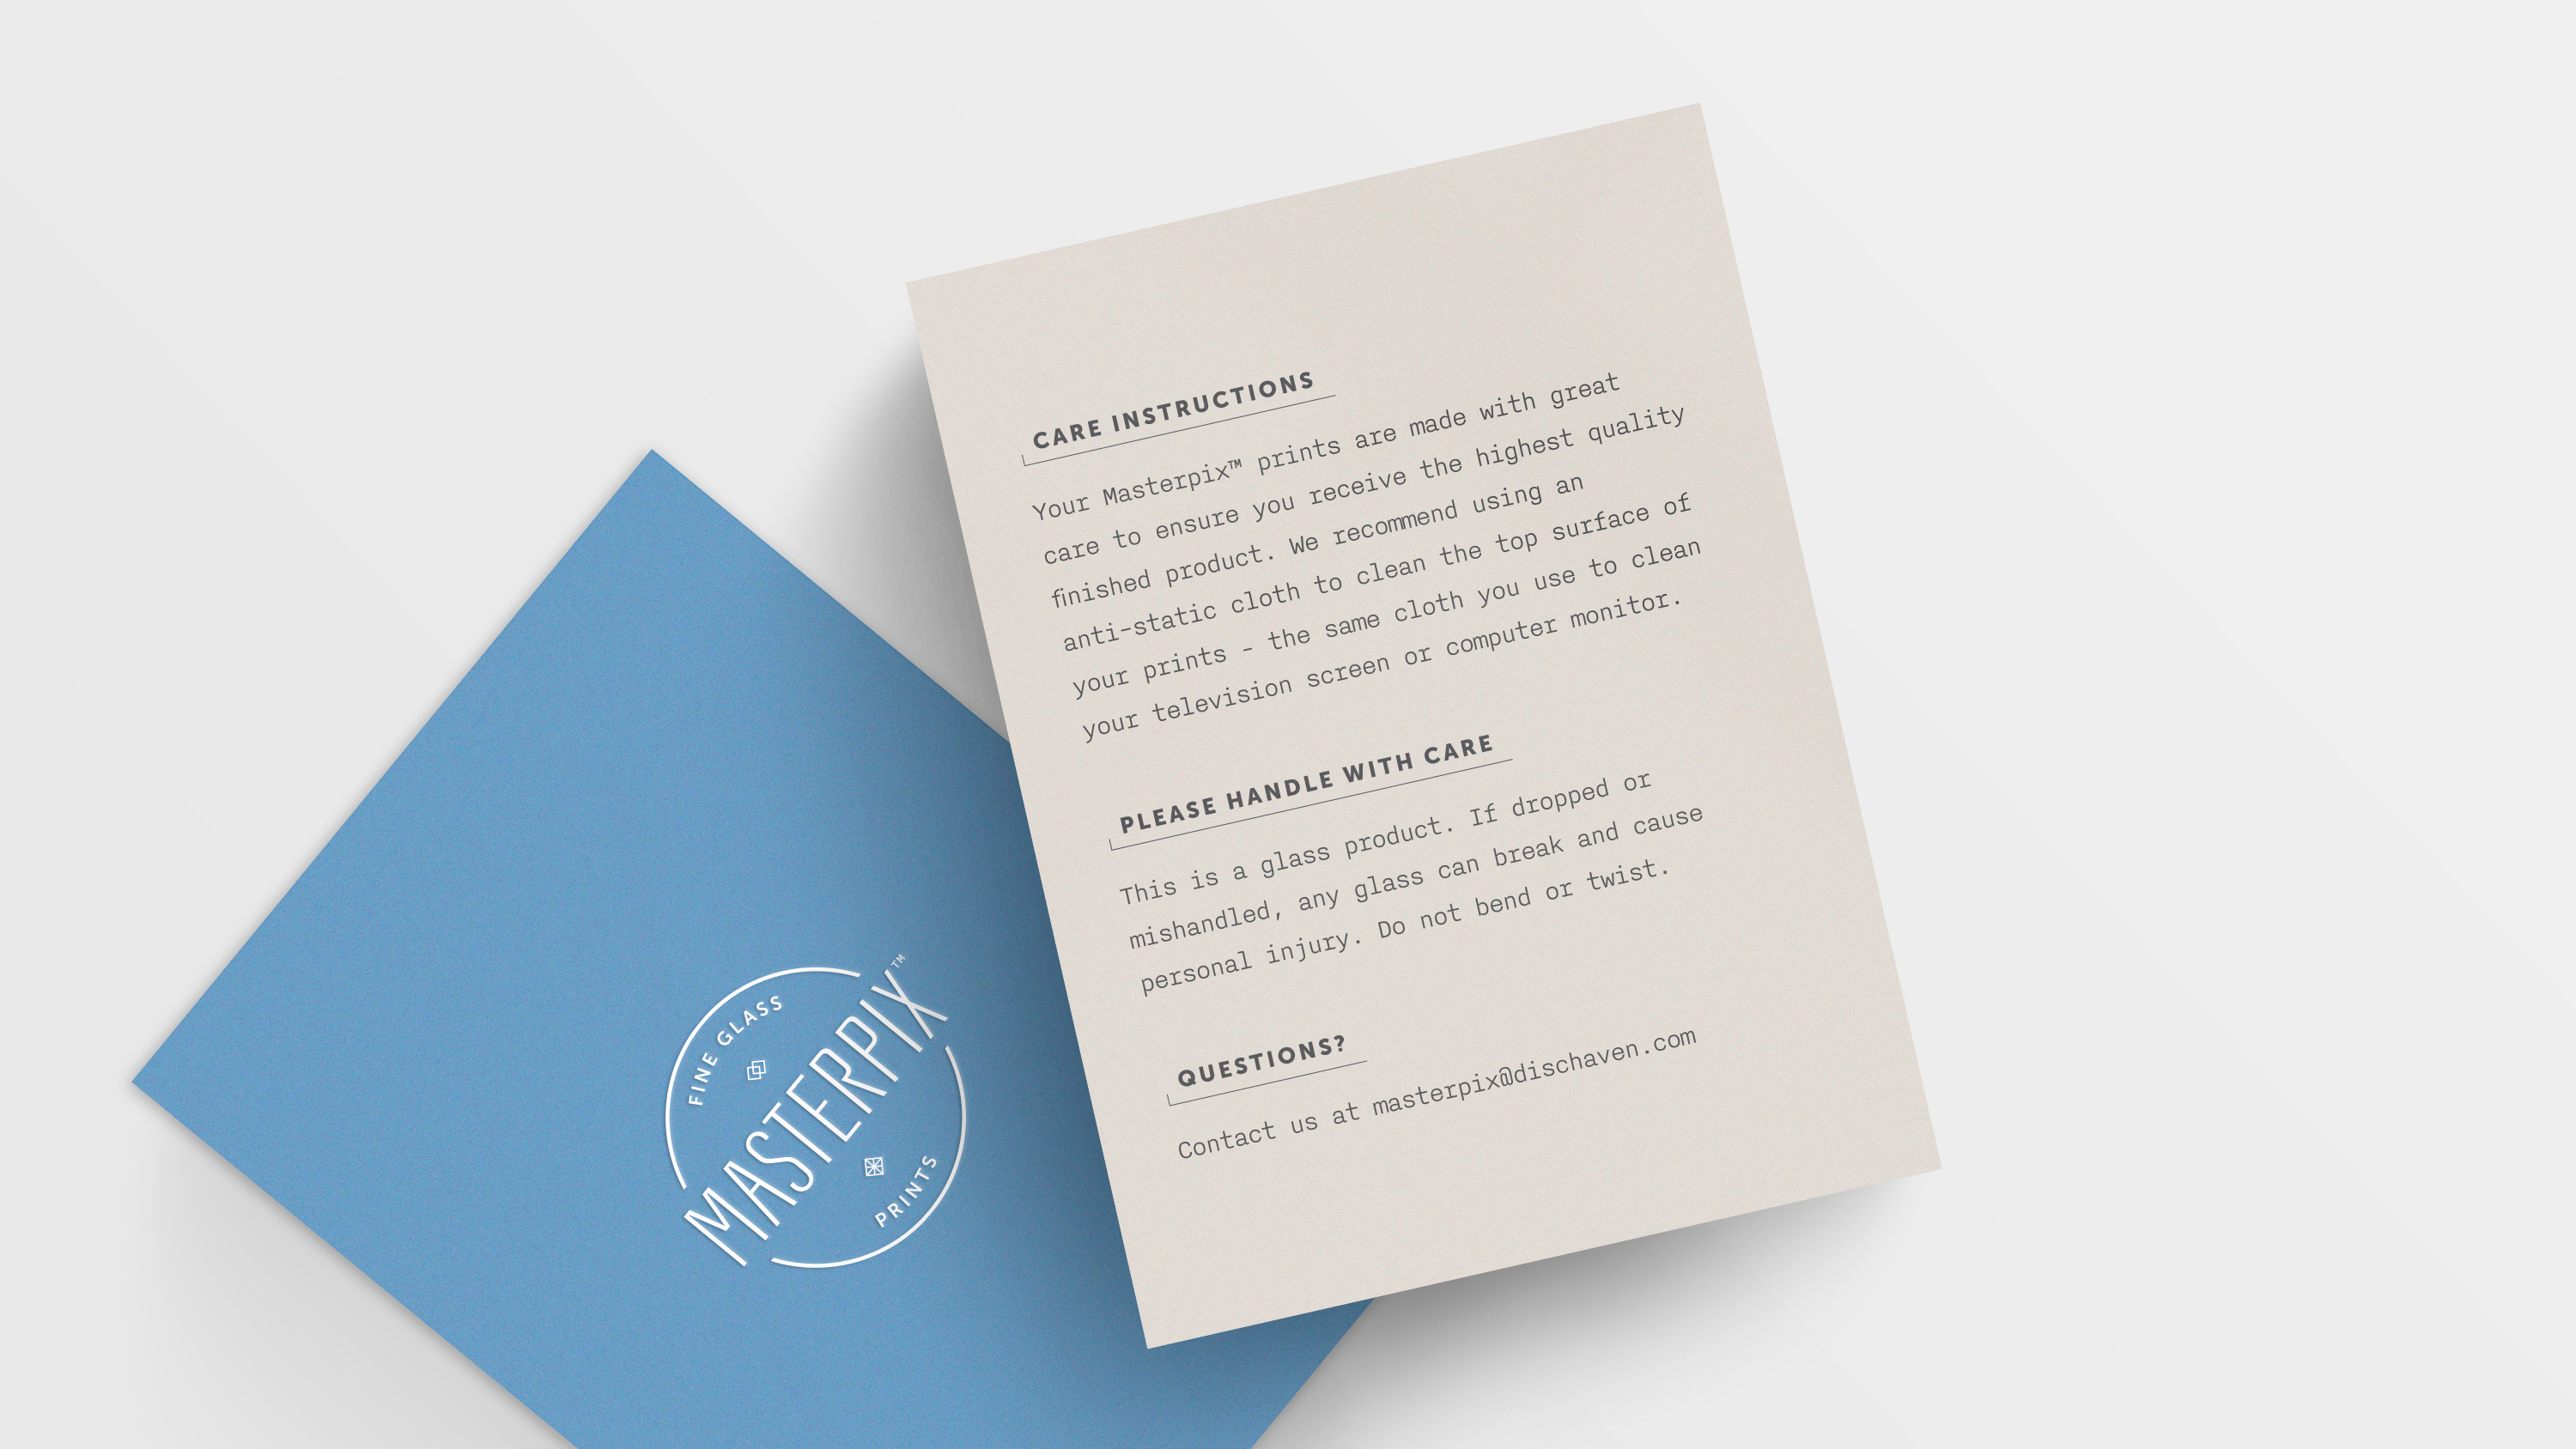 CARE INSTRUCTIONS
Your Masterpix™ prints are made with great
care to ensure you receive the highest quality
finished product. We recommend using an
anti-static cloth to clean the top surface of
your prints - the same cloth you use to clean
your television screen or computer monitor.
PLEASE HANDLE WITH CARE
This is a glass product. If dropped or
mishandled, any glass can break and cause
personal injury. Do not bend or twist.
QUESTIONS?
Contact us at masterpix@dischaven.com
FINE GLASS
MASTERPIX™
PRINTS